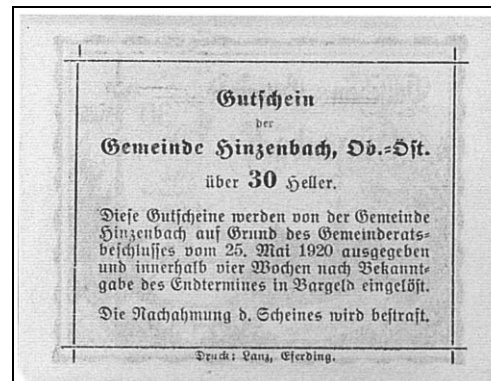 Gutschein
der
Gemeinde Hinzenbach, Ob.=Öst.
über 30 Heller.
Diese Gutscheine werden von der Gemeinde
Hinzenbach auf Grund des Gemeinderats=
beschlusses vom 25. Mai 1920 ausgegeben
und innerhalb vier Wochen nach Bekannt=
gabe des Endtermines in Bargeld eingelöst.
Die Nachahmung d. Scheines wird bestraft.
Druck: Lanz, Eferding.